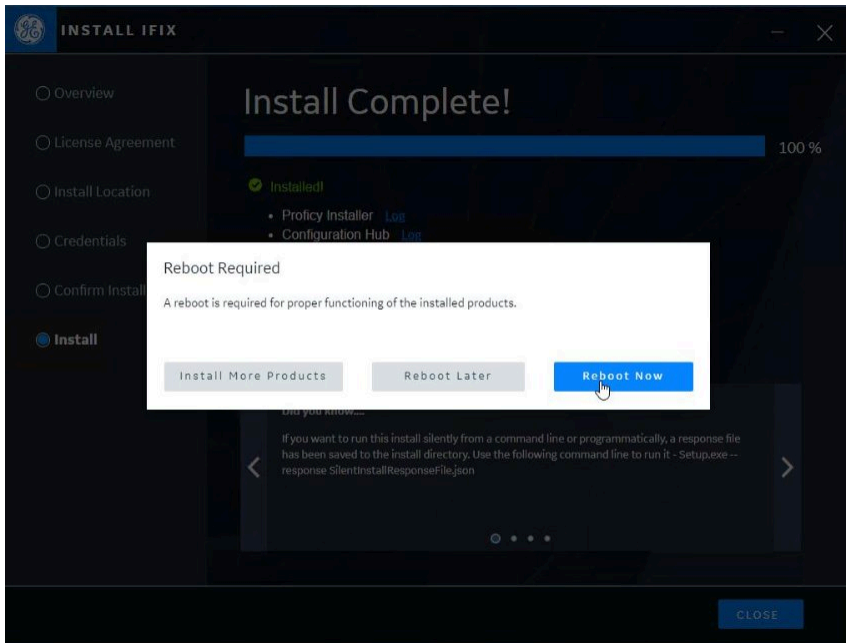 INSTALL IFIX
Overview
License Agreement
Install Location
Credentials
Confirm Install
Install
Install Complete!
100 %
Installed!
• Proficy Installer Log
• Configuration Hub Log
Reboot Required
A reboot is required for proper functioning of the installed products.
Install More Products
Reboot Later
Reboot Now
Did you know....
If you want to run this install silently from a command line or programmatically, a response file
has been saved to the install directory. Use the following command line to run it - Setup.exe --
response SilentInstallResponseFile.json
CLOSE